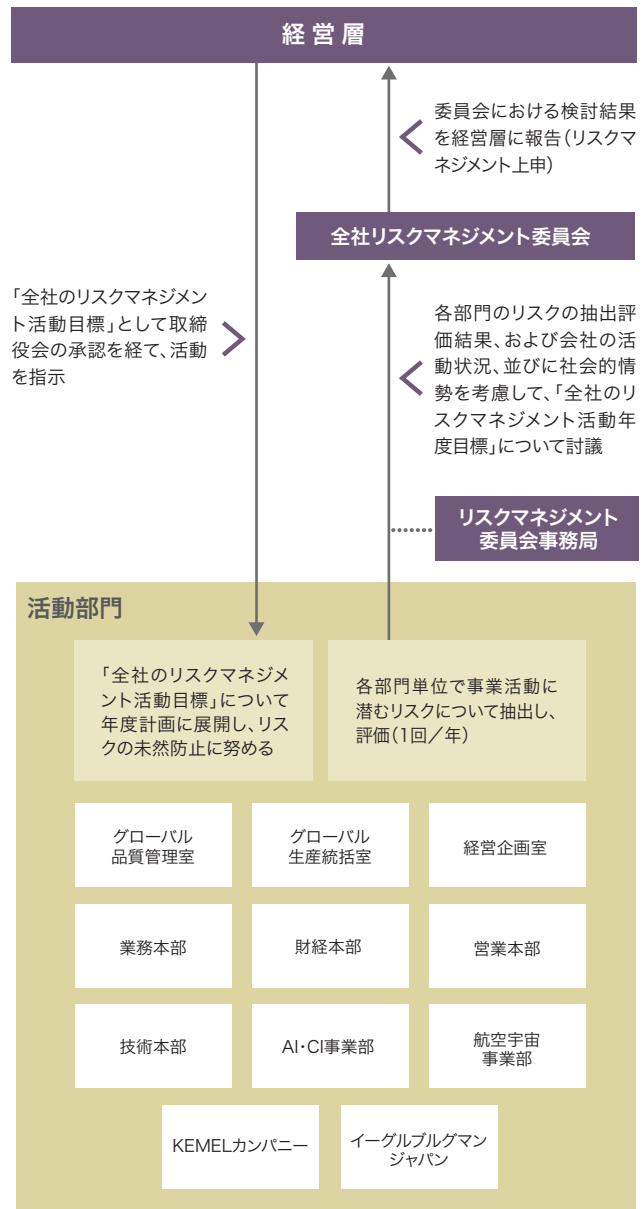 経営層
委員会における検討結果
を経営層に報告(リスクマ
ネジメント上申)
全社リスクマネジメント委員会
「全社のリスクマネジメン
ト活動目標」として取締
役会の承認を経て、活動
を指示
各部門のリスクの抽出評
価結果、および会社の活
動状況、並びに社会的情
勢を考慮して、「全社のリ
スクマネジメント活動年
度目標」について討議
リスクマネジメント
委員会事務局
活動部門
「全社のリスクマネジメ
ント活動目標」について
年度計画に展開し、リス
クの未然防止に努める
各部門単位で事業活動に
潜むリスクについて抽出し、
評価(1回／年)
グローバル
品質管理室
グローバル
生産統括室
経営企画室
業務本部
財経本部
営業本部
技術本部
AI･CI事業部
航空宇宙
事業部
KEMELカンパニー
イーグルブルグマン
ジャパン